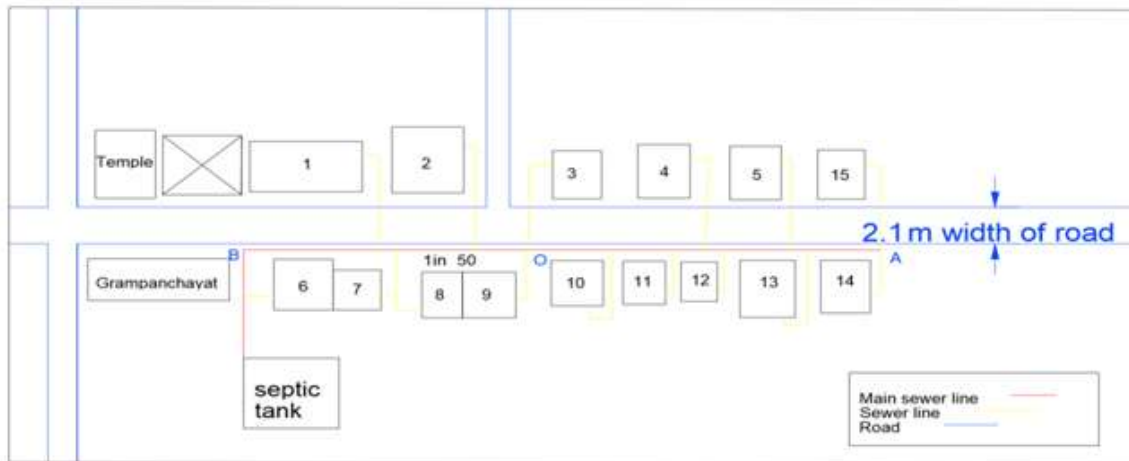 Temple
1
2
3
4
5
15
2.1m width of road
B
1in 50
O
A
Grampanchayat
6
7
8
9
10
11
12
13
14
septic
tank
Main sewer line
Sewer line
Road